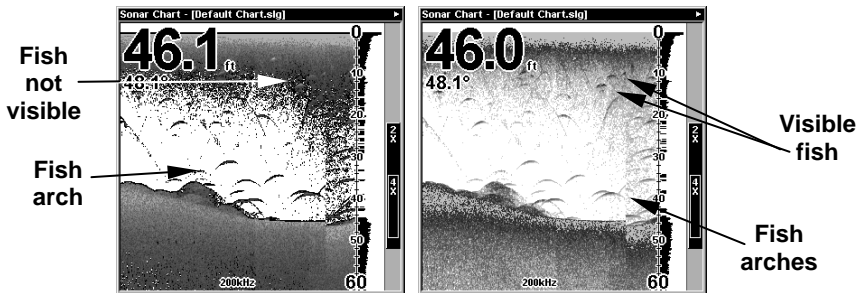 Sonar Chart - [Default Chart.slg]
46.1 ft
48.1°
0
10
20
30
40
50
60
2X
4X
200kHz
Fish
not
visible
Fish
arch
Sonar Chart - [Default Chart.slg]
46.0 ft
48.1°
0
10
20
30
40
50
60
2X
4X
200kHz
Visible
fish
Fish
arches